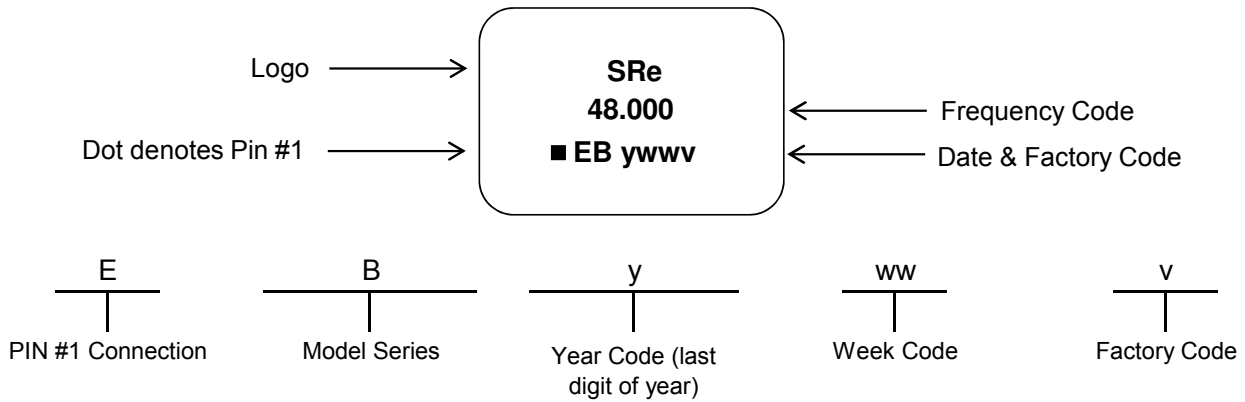 Logo
SRe
48.000
Frequency Code
Dot denotes Pin #1
■ EB ywwv
Date & Factory Code
E
B
y
ww
v
PIN #1 Connection
Model Series
Year Code (last
digit of year)
Week Code
Factory Code